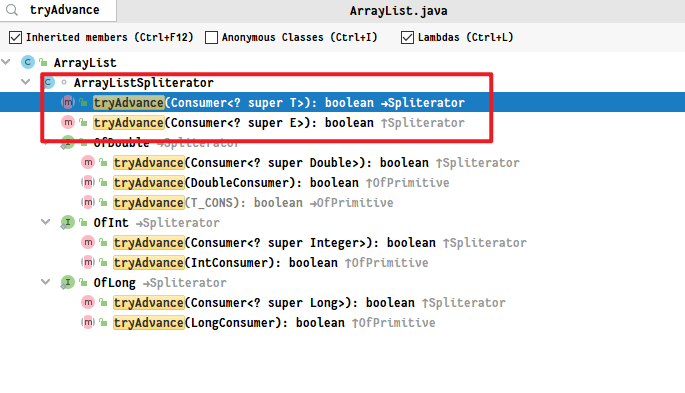 tryAdvance
ArrayList.java
Inherited members (Ctrl+F12) Anonymous Classes (Ctrl+I) Lambdas (Ctrl+L)
ArrayList
ArrayListSpliterator
tryAdvance(Consumer<? super T>): boolean →Spliterator
tryAdvance(Consumer<? super E>): boolean ↑Spliterator
OfDouble →Spliterator
tryAdvance(Consumer<? super Double>): boolean ↑Spliterator
tryAdvance(DoubleConsumer): boolean ↑OfPrimitive
tryAdvance(T_CONS): boolean →OfPrimitive
OfInt →Spliterator
tryAdvance(Consumer<? super Integer>): boolean ↑Spliterator
tryAdvance(IntConsumer): boolean ↑OfPrimitive
OfLong →Spliterator
tryAdvance(Consumer<? super Long>): boolean ↑Spliterator
tryAdvance(LongConsumer): boolean ↑OfPrimitive